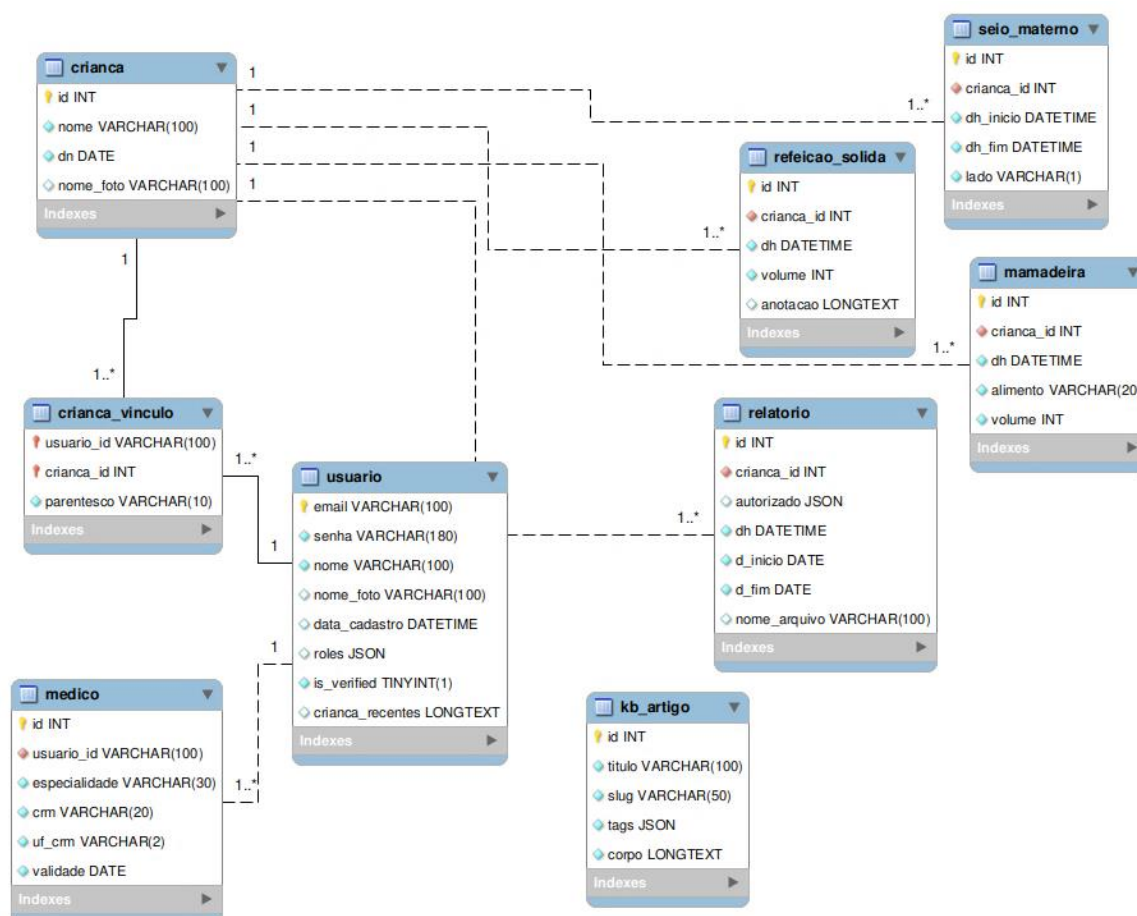 crianca
id INT
nome VARCHAR(100)
dn DATE
nome_foto VARCHAR(100)
Indexes
1
1
1
1
1
1..*
1..*
1..*
1..*
seio_materno
id INT
crianca_id INT
dh_inicio DATETIME
dh_fim DATETIME
lado VARCHAR(1)
Indexes
refeicao_solida
id INT
crianca_id INT
dh DATETIME
volume INT
anotacao LONGTEXT
Indexes
mamadeira
id INT
crianca_id INT
dh DATETIME
alimento VARCHAR(20
volume INT
Indexes
crianca_vinculo
usuario_id VARCHAR(100)
crianca_id INT
parentesco VARCHAR(10)
Indexes
1..*
1
usuario
email VARCHAR(100)
senha VARCHAR(180)
nome VARCHAR(100)
nome_foto VARCHAR(100)
data_cadastro DATETIME
roles JSON
is_verified TINYINT(1)
crianca_recentes LONGTEXT
Indexes
1..*
relatorio
id INT
crianca_id INT
autorizado JSON
dh DATETIME
d_inicio DATE
d_fim DATE
nome_arquivo VARCHAR(100)
Indexes
1
1..*
medico
id INT
usuario_id VARCHAR(100)
especialidade VARCHAR(30)
crm VARCHAR(20)
uf_crm VARCHAR(2)
validade DATE
Indexes
kb_artigo
id INT
titulo VARCHAR(100)
slug VARCHAR(50)
tags JSON
corpo LONGTEXT
Indexes